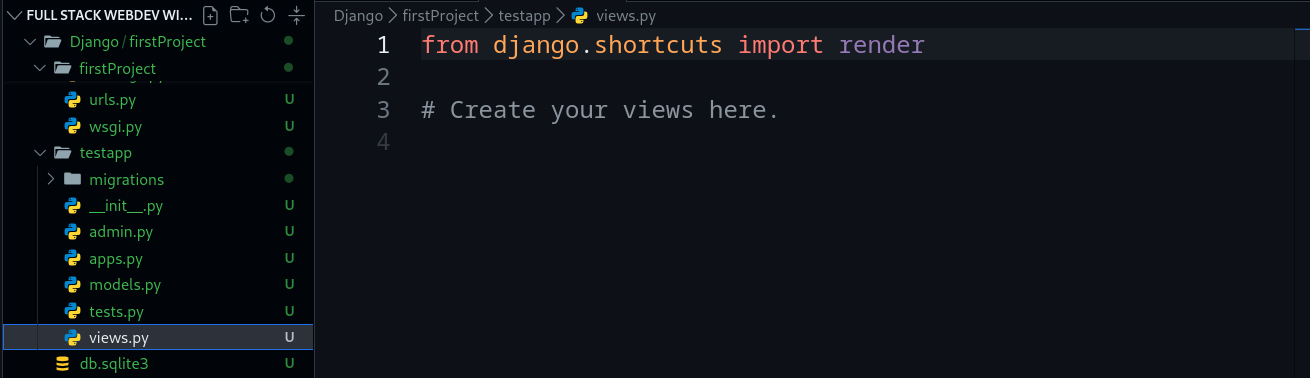 FULL STACK WEBDEV WI...
Django / firstProject
firstProject
urls.py U
wsgi.py U
testapp
migrations
__init__.py U
admin.py U
apps.py U
models.py U
tests.py U
views.py U
db.sqlite3 U
Django > firstProject > testapp > views.py
1 from django.shortcuts import render
2
3 # Create your views here.
4